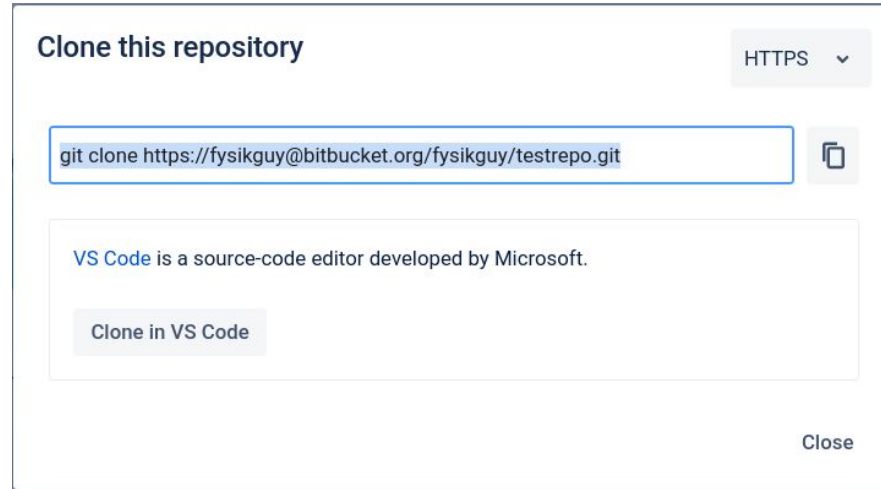 Clone this repository
HTTPS
git clone https://fysikguy@bitbucket.org/fysikguy/testrepo.git
VS Code is a source-code editor developed by Microsoft.
Clone in VS Code
Close